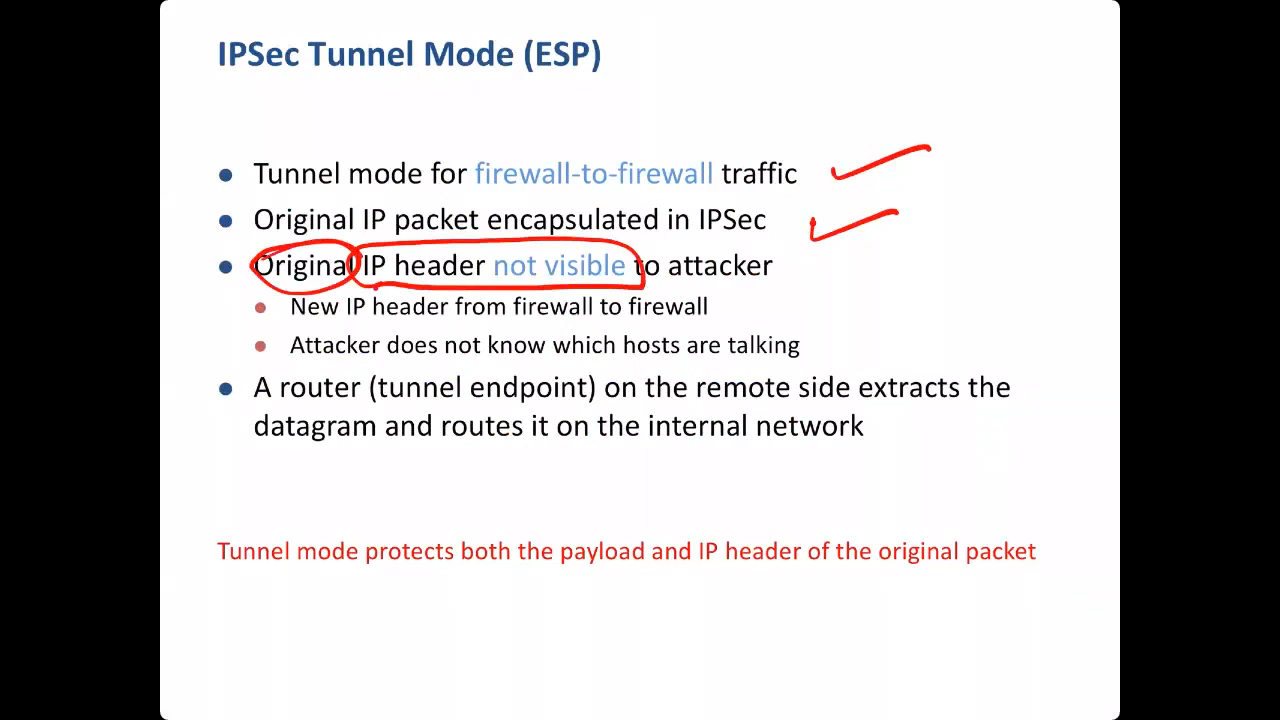 IPSec Tunnel Mode (ESP)
Tunnel mode for firewall-to-firewall traffic
Original IP packet encapsulated in IPSec
Original IP header not visible to attacker
New IP header from firewall to firewall
Attacker does not know which hosts are talking
A router (tunnel endpoint) on the remote side extracts the
datagram and routes it on the internal network
Tunnel mode protects both the payload and IP header of the original packet